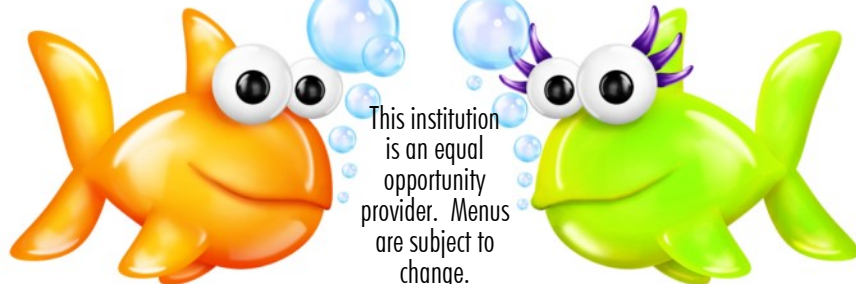 This institution
is an equal
opportunity
provider.  Menus
are subject to
change.